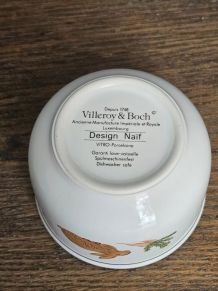 Depuis 1748
Villeroy & Boch ©
Ancienne-Manufacture Impériale et Royale
Luxembourg
Design Naif
VITRO-Porcelaine
Garanti lave-vaisselle
Spülmaschinenfest
Dishwasher safe